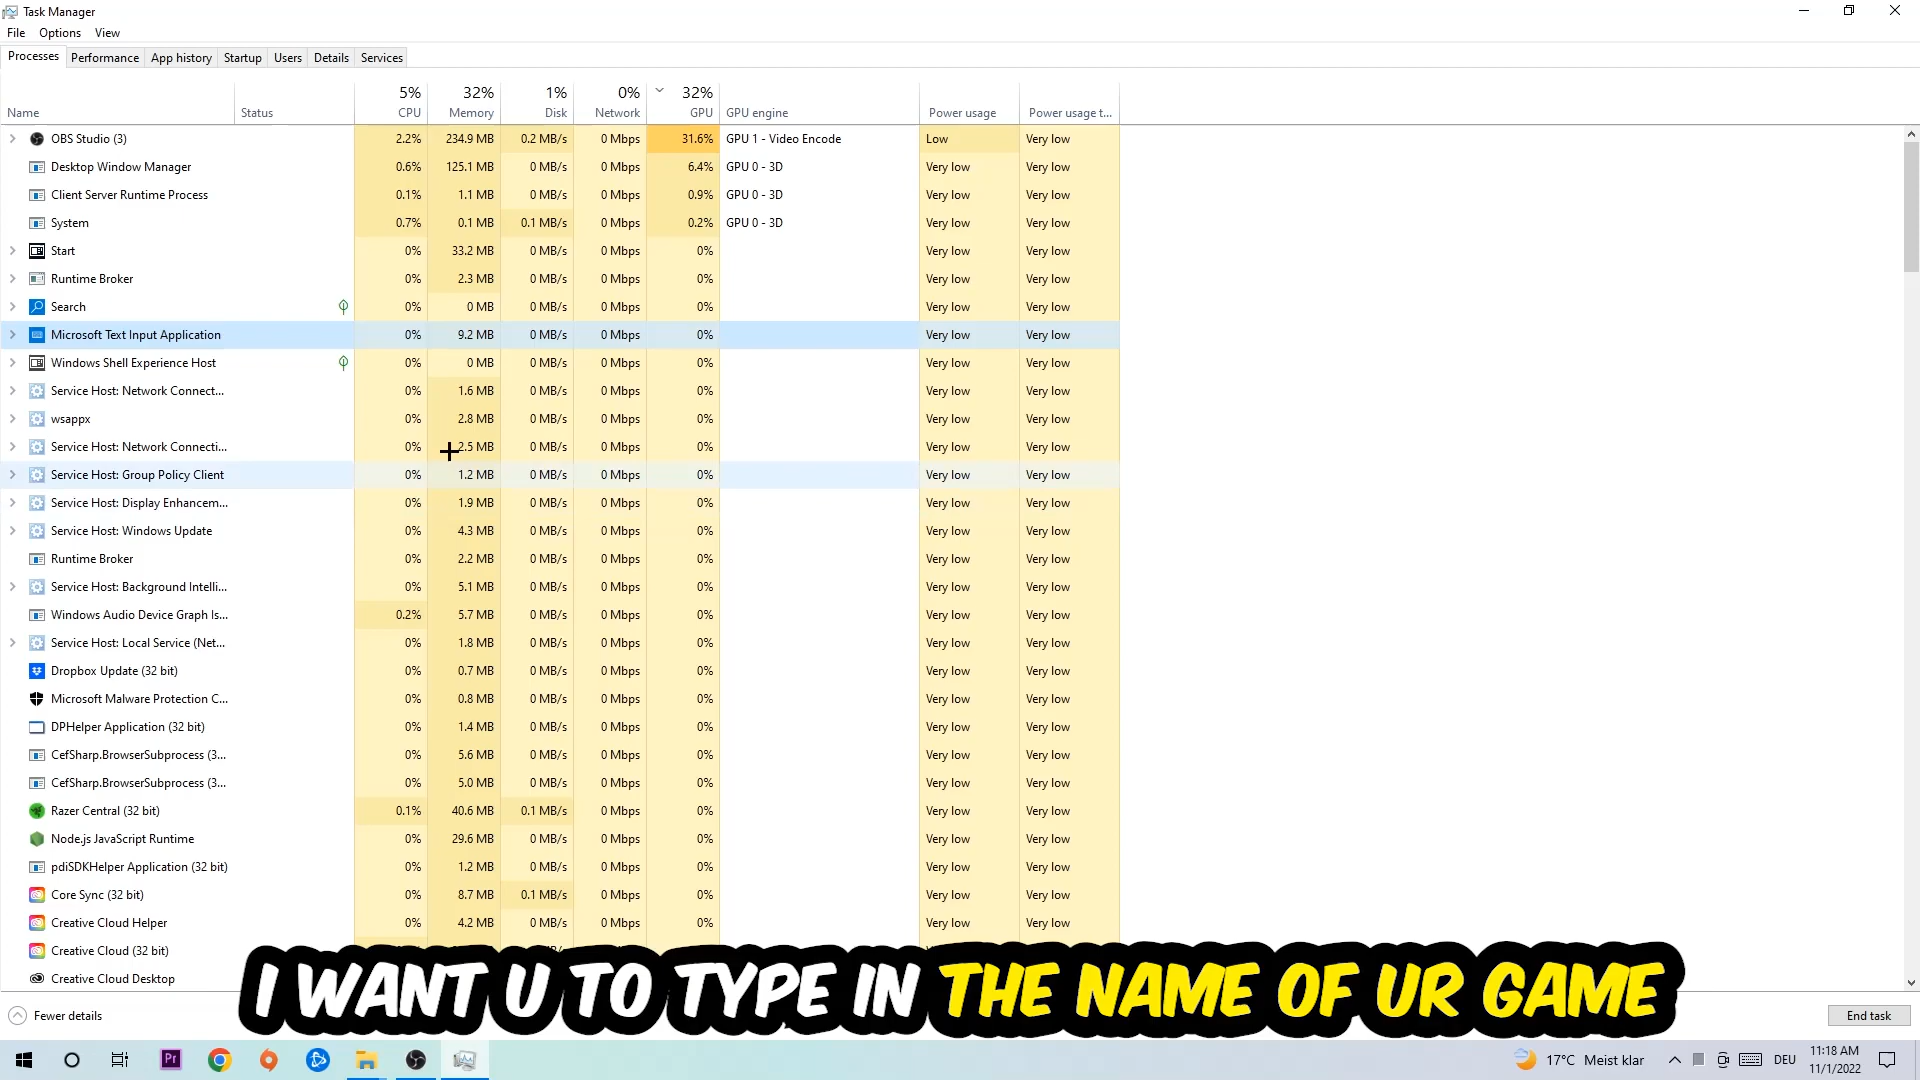 Task Manager
File Options View
Processes Performance App history Startup Users Details Services
5% 32% 1% 0% 32%
Name Status CPU Memory Disk Network GPU GPU engine Power usage Power usage t...
OBS Studio (3) 2.2% 234.9 MB 0.2 MB/s 0 Mbps 31.6% GPU 1 - Video Encode Low Very low
Desktop Window Manager 0.6% 125.1 MB 0 MB/s 0 Mbps 6.4% GPU 0 - 3D Very low Very low
Client Server Runtime Process 0.1% 1.1 MB 0 MB/s 0 Mbps 0.9% GPU 0 - 3D Very low Very low
System 0.7% 0.1 MB 0.1 MB/s 0 Mbps 0.2% GPU 0 - 3D Very low Very low
Start 0% 33.2 MB 0 MB/s 0 Mbps 0% Very low Very low
Runtime Broker 0% 2.3 MB 0 MB/s 0 Mbps 0% Very low Very low
Search 0% 0 MB 0 MB/s 0 Mbps 0% Very low Very low
Microsoft Text Input Application 0% 9.2 MB 0 MB/s 0 Mbps 0% Very low Very low
Windows Shell Experience Host 0% 0 MB 0 MB/s 0 Mbps 0% Very low Very low
Service Host: Network Connect... 0% 1.6 MB 0 MB/s 0 Mbps 0% Very low Very low
wsappx 0% 2.8 MB 0 MB/s 0 Mbps 0% Very low Very low
Service Host: Network Connecti... 0% 2.5 MB 0 MB/s 0 Mbps 0% Very low Very low
Service Host: Group Policy Client 0% 1.2 MB 0 MB/s 0 Mbps 0% Very low Very low
Service Host: Display Enhancem... 0% 1.9 MB 0 MB/s 0 Mbps 0% Very low Very low
Service Host: Windows Update 0% 4.3 MB 0 MB/s 0 Mbps 0% Very low Very low
Runtime Broker 0% 2.2 MB 0 MB/s 0 Mbps 0% Very low Very low
Service Host: Background Intelli... 0% 5.1 MB 0 MB/s 0 Mbps 0% Very low Very low
Windows Audio Device Graph Is... 0.2% 5.7 MB 0 MB/s 0 Mbps 0% Very low Very low
Service Host: Local Service (Net... 0% 1.8 MB 0 MB/s 0 Mbps 0% Very low Very low
Dropbox Update (32 bit) 0% 0.7 MB 0 MB/s 0 Mbps 0% Very low Very low
Microsoft Malware Protection C... 0% 0.8 MB 0 MB/s 0 Mbps 0% Very low Very low
DPHelper Application (32 bit) 0% 1.4 MB 0 MB/s 0 Mbps 0% Very low Very low
CefSharp.BrowserSubprocess (3... 0% 5.6 MB 0 MB/s 0 Mbps 0% Very low Very low
CefSharp.BrowserSubprocess (3... 0% 5.0 MB 0 MB/s 0 Mbps 0% Very low Very low
Razer Central (32 bit) 0.1% 40.6 MB 0.1 MB/s 0 Mbps 0% Very low Very low
Node.js JavaScript Runtime 0% 29.6 MB 0 MB/s 0 Mbps 0% Very low Very low
pdiSDKHelper Application (32 bit) 0% 1.2 MB 0 MB/s 0 Mbps 0% Very low Very low
Core Sync (32 bit) 0% 8.7 MB 0.1 MB/s 0 Mbps 0% Very low Very low
Creative Cloud Helper 0% 4.2 MB 0 MB/s 0 Mbps 0% Very low Very low
Creative Cloud (32 bit)
Creative Cloud Desktop
I WANT U TO TYPE IN THE NAME OF UR GAME
Fewer details End task
Pr 17°C Meist klar DEU 11:18 AM
11/1/2022